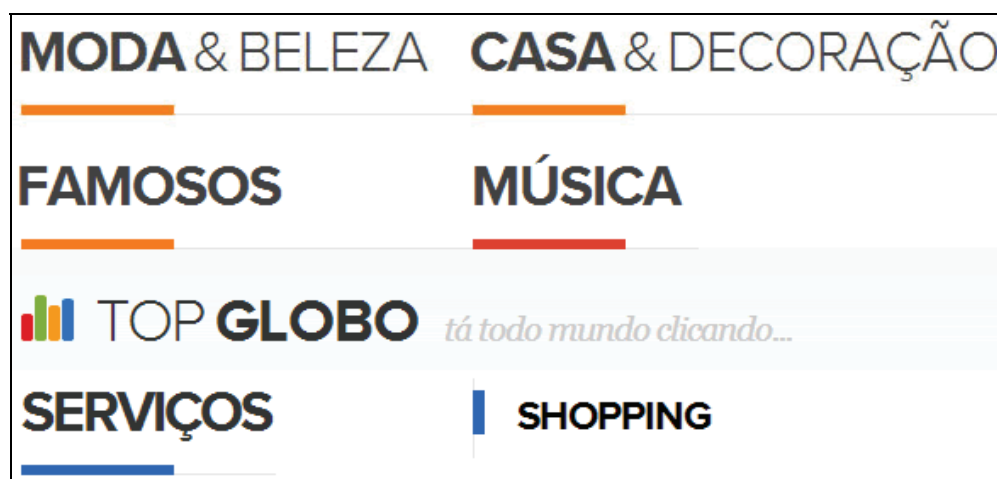 MODA & BELEZA CASA & DECORAÇÃO
FAMOSOS MÚSICA
TOP GLOBO tá todo mundo clicando...
SERVIÇOS SHOPPING